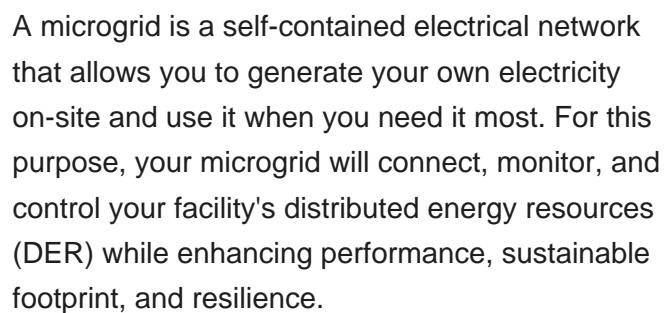 A microgrid is a self-contained electrical network
that allows you to generate your own electricity
on-site and use it when you need it most. For this
purpose, your microgrid will connect, monitor, and
control your facility's distributed energy resources
(DER) while enhancing performance, sustainable
footprint, and resilience.